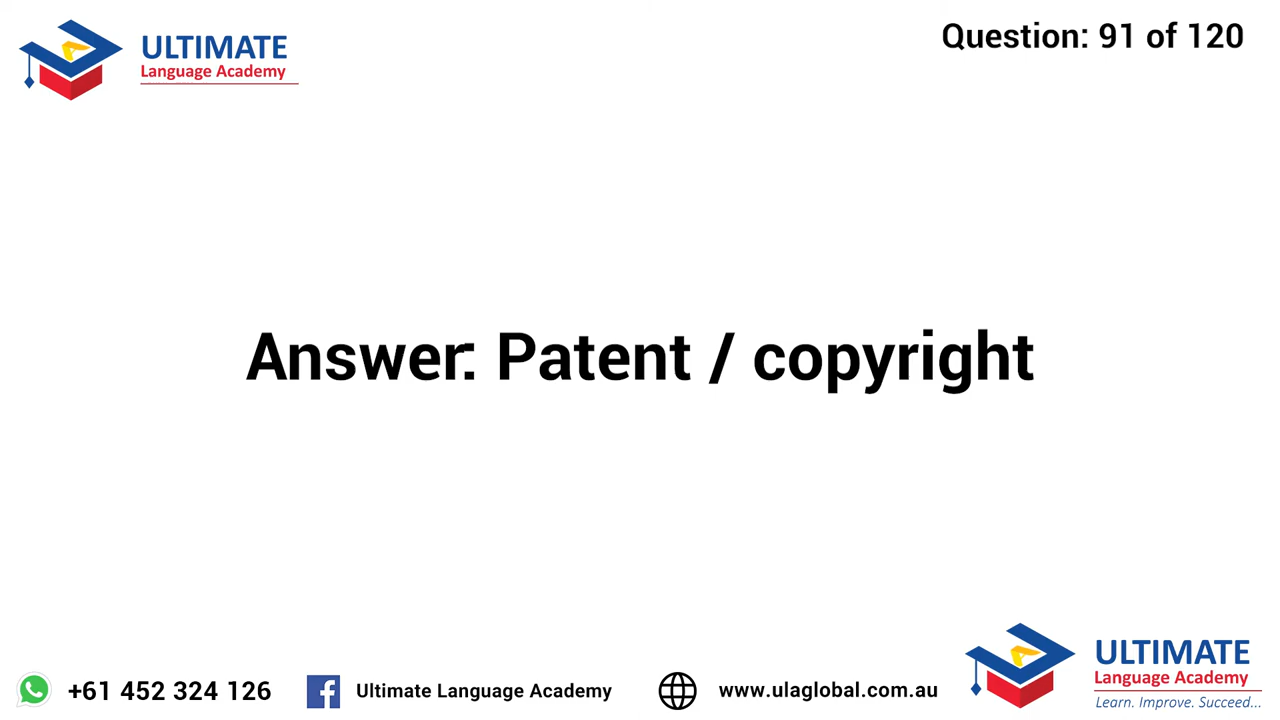 ULTIMATE
Language Academy
Question: 91 of 120
Answer: Patent / copyright
+61 452 324 126
Ultimate Language Academy
www.ulaglobal.com.au
ULTIMATE
Language Academy
Learn. Improve. Succeed...